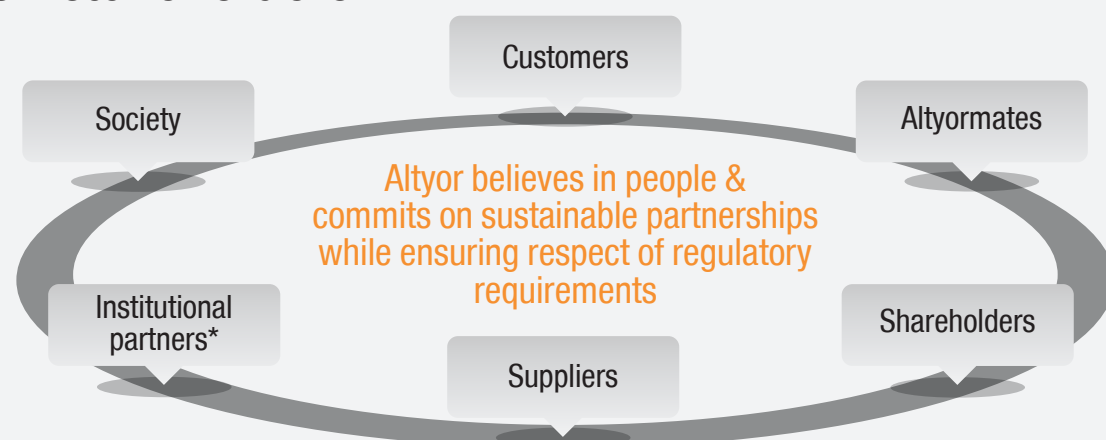 Customers
Society
Altyormates
Altyor believes in people &
commits on sustainable partnerships
while ensuring respect of regulatory
requirements
Institutional
partners*
Shareholders
Suppliers